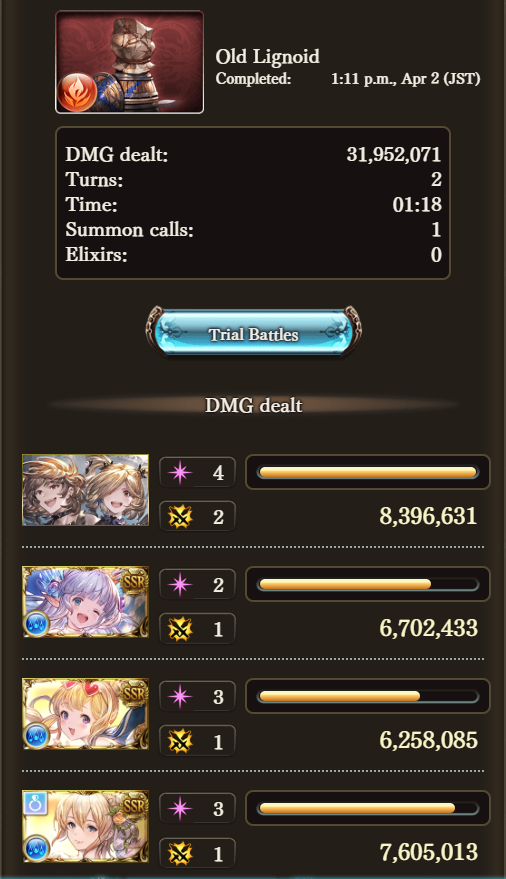 Old Lignoid
Completed: 1:11 p.m., Apr 2 (JST)
DMG dealt: 31,952,071
Turns: 2
Time: 01:18
Summon calls: 1
Elixirs: 0
Trial Battles
DMG dealt
4
2 8,396,631
SSR 2
1 6,702,433
SSR 3
1 6,258,085
SSR 3
1 7,605,013